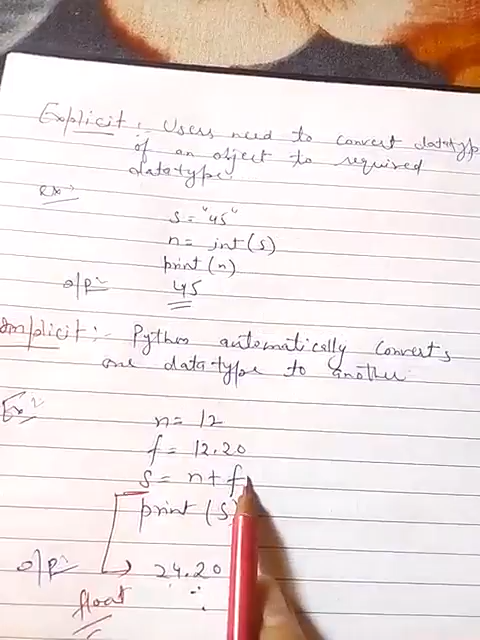 Explicit :- Users need to convert datatyp
of an object to required
datatype.
ex:-
s = "45"
n = int(s)
print(n)
o/p:- 45
Implicit :- Python automatically converts
one datatype to another.
Ex:-
n = 12
f = 12.20
s = n + f
print(s)
o/p:- 24.20
float